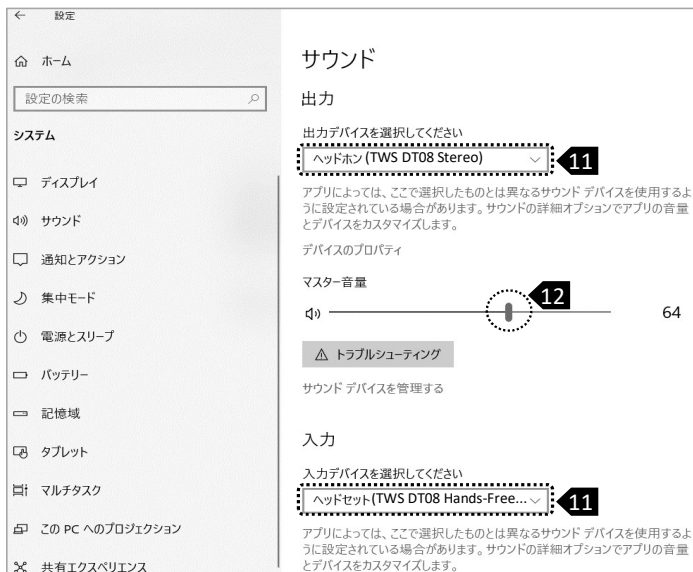 ← 設定
ホーム
設定の検索
システム
ディスプレイ
サウンド
通知とアクション
集中モード
電源とスリープ
バッテリー
記憶域
タブレット
マルチタスク
この PC へのプロジェクション
共有エクスペリエンス
サウンド
出力
出力デバイスを選択してください
ヘッドホン (TWS DT08 Stereo) 11
アプリによっては、ここで選択したものとは異なるサウンド デバイスを使用するよ
うに設定されている場合があります。サウンドの詳細オプションでアプリの音量
とデバイスをカスタマイズします。
デバイスのプロパティ
マスター音量
12
64
トラブルシューティング
サウンド デバイスを管理する
入力
入力デバイスを選択してください
ヘッドセット(TWS DT08 Hands-Free... 11
アプリによっては、ここで選択したものとは異なるサウンド デバイスを使用するよ
うに設定されている場合があります。サウンドの詳細オプションでアプリの音量
とデバイスをカスタマイズします。